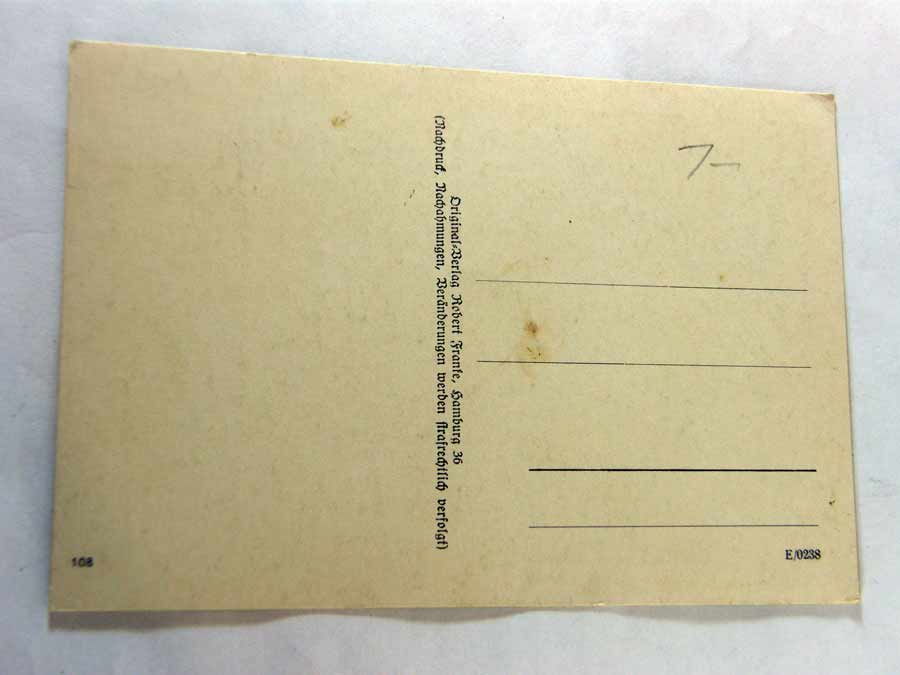 Original-Verlag Robert Franke, Hamburg 36
(Nachdruck, Nachahmungen, Veränderungen werden strafrechtlich verfolgt)
7-
108
E/0238